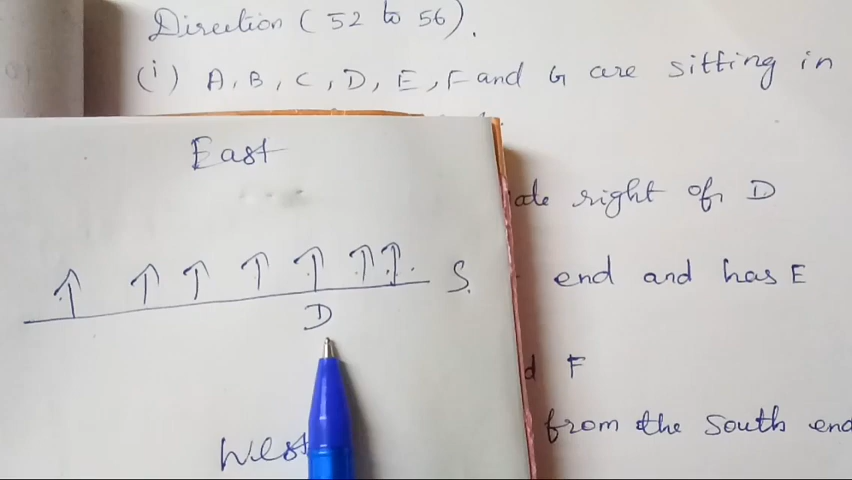 Direction (52 to 56).
(i) A, B, C, D, E, F and G are sitting in
East
right of D
S.
end and has E
D
F
West
from the south end